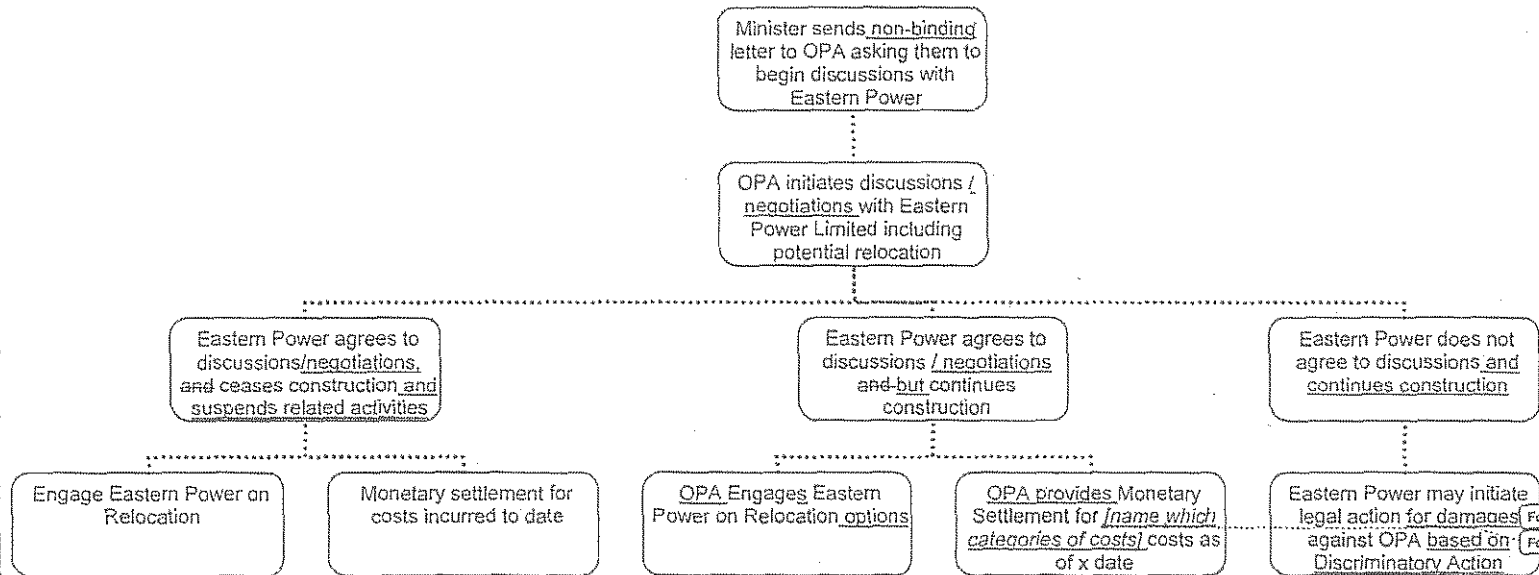 Minister sends non-binding
letter to OPA asking them to
begin discussions with
Eastern Power
OPA initiates discussions /
negotiations with Eastern
Power Limited including
potential relocation
Eastern Power agrees to
discussions/negotiations,
and ceases construction and
suspends related activities
Eastern Power agrees to
discussions / negotiations
and but continues
construction
Eastern Power does not
agree to discussions and
continues construction
Engage Eastern Power on
Relocation
Monetary settlement for
costs incurred to date
OPA Engages Eastern
Power on Relocation options
OPA provides Monetary
Settlement for [name which
categories of costs] costs as
of x date
Eastern Power may initiate
legal action for damages
against OPA based on
Discriminatory Action
Fo
Fo